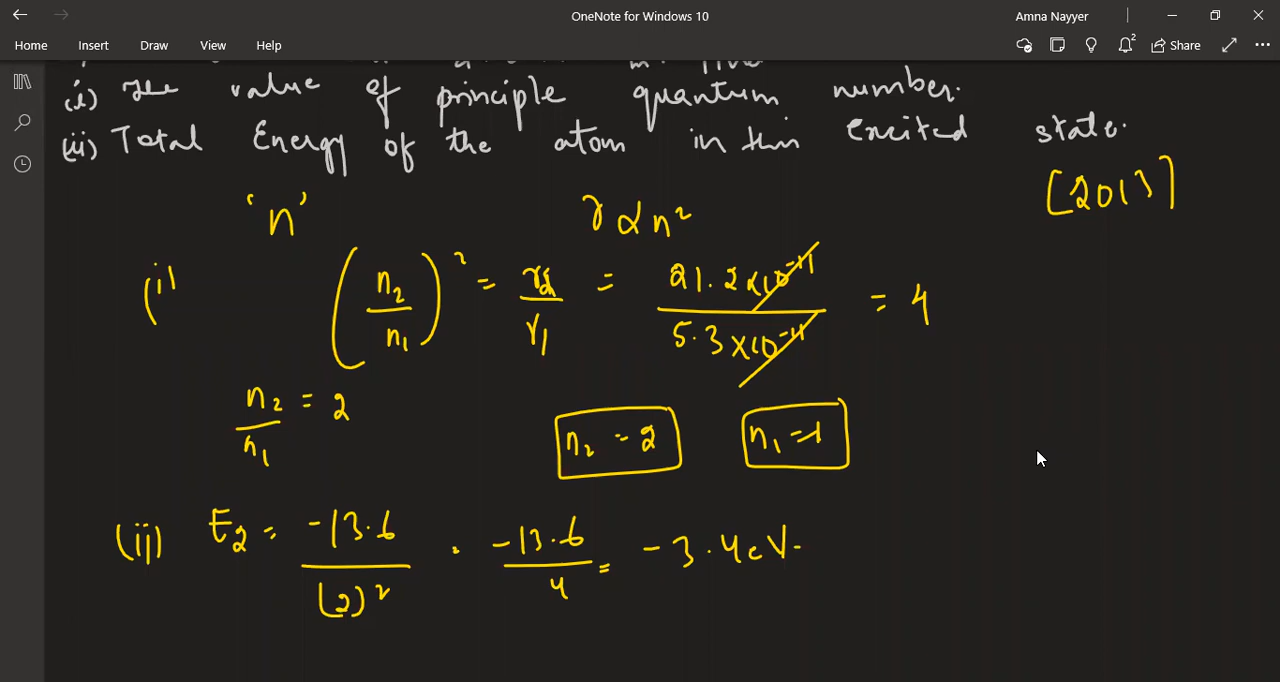 OneNote for Windows 10
Amna Nayyer
Home Insert Draw View Help
2 Share
(i) The value of principle quantum number.
(ii) Total Energy of the atom in this excited state.
[2013]
'n' r ∝ n²
(i) (n₂/n₁)² = r₂/r₁ = 21.2×10⁻¹¹/5.3×10⁻¹¹ = 4
n₂/n₁ = 2 n₂ = 2 n₁ = 1
(ii) E₂ = -13.6/(2)² = -13.6/4 = -3.4 eV.